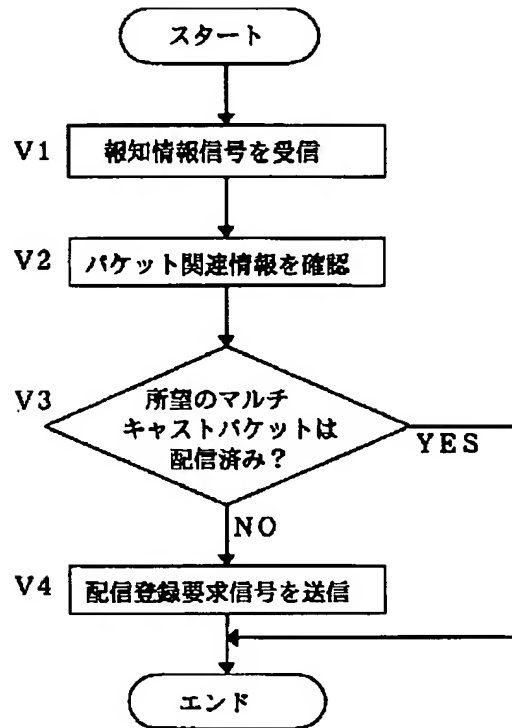 スタート
V1 報知情報信号を受信
V2 パケット関連情報を確認
V3 所望のマルチ
キャストパケットは
配信済み?
YES
NO
V4 配信登録要求信号を送信
エンド